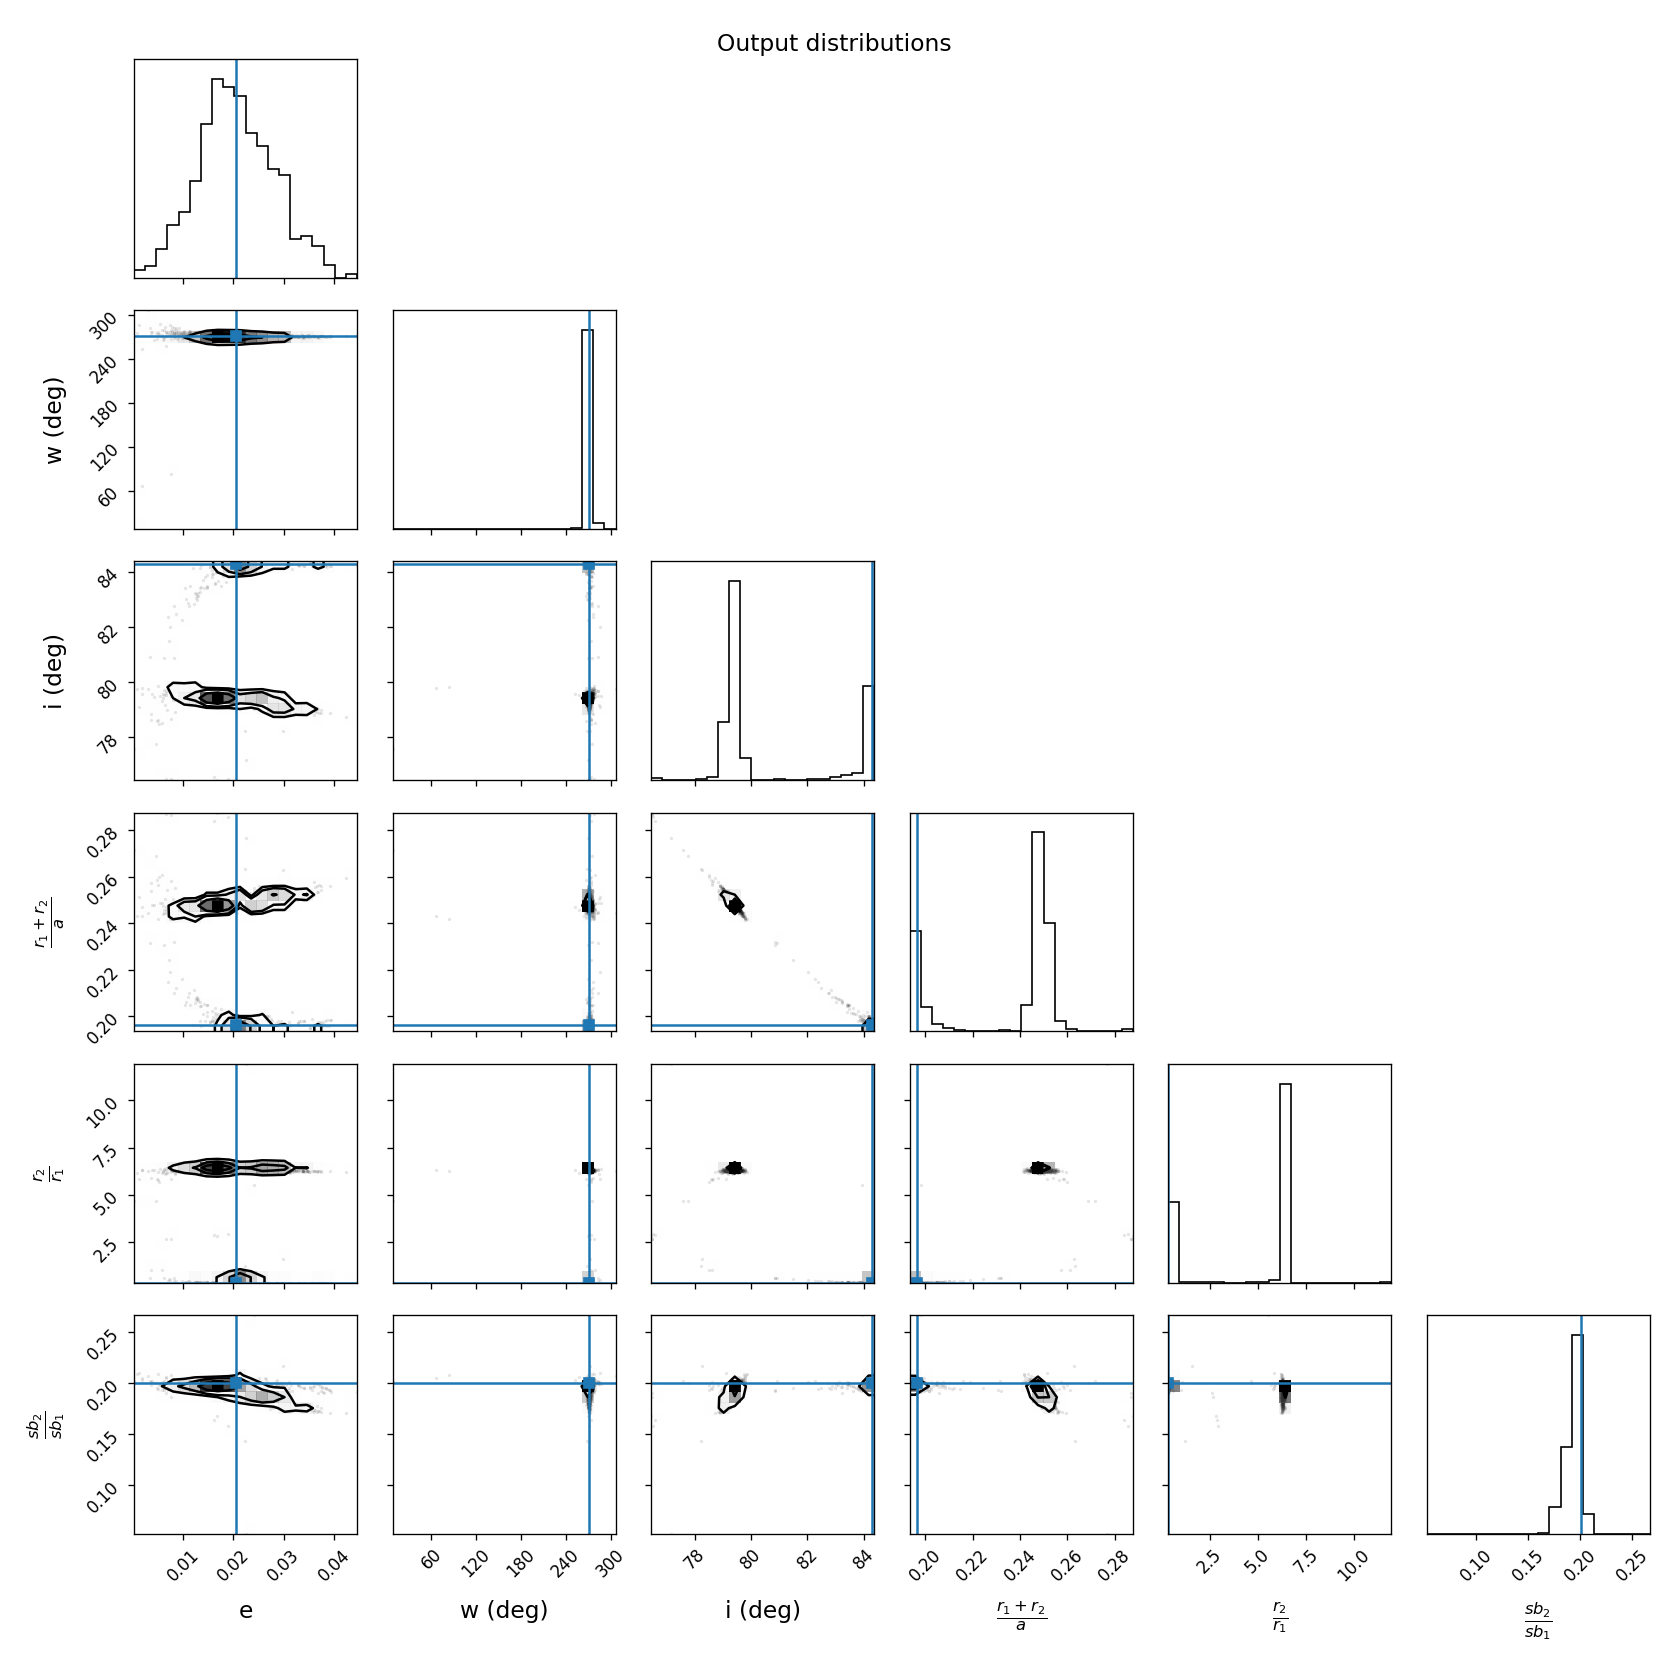 Output distributions
300
240
180
120
60
w (deg)
84
82
80
78
i (deg)
0.28
0.26
0.24
0.22
0.20
r₁ + r₂
a
10.0
7.5
5.0
2.5
r₂
r₁
0.25
0.20
0.15
0.10
sb₂
sb₁
0.01 0.02 0.03 0.04 60 120 180 240 300 78 80 82 84 0.20 0.22 0.24 0.26 0.28 2.5 5.0 7.5 10.0 0.10 0.15 0.20 0.25
e w (deg) i (deg)
r₁ + r₂
a
r₂
r₁
sb₂
sb₁